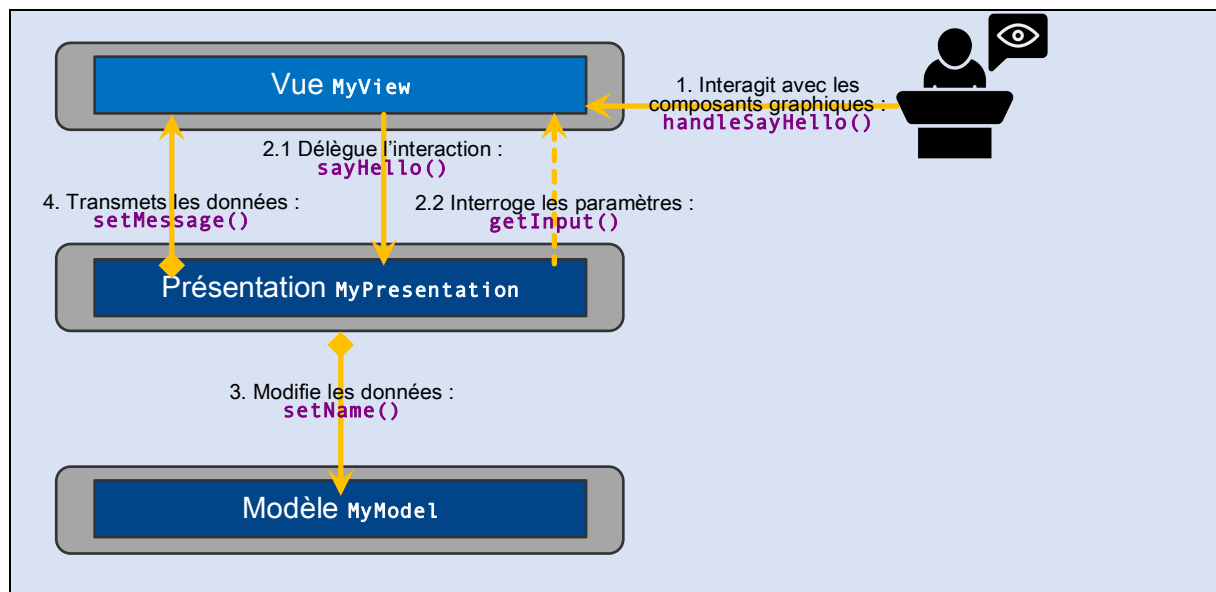 Vue MyView
1. Interagit avec les
composants graphiques :
handleSayHello()
2.1 Délègue l'interaction :
sayHello()
4. Transmets les données :
setMessage()
2.2 Interroge les paramètres :
getInput()
Présentation MyPresentation
3. Modifie les données :
setName()
Modèle MyModel